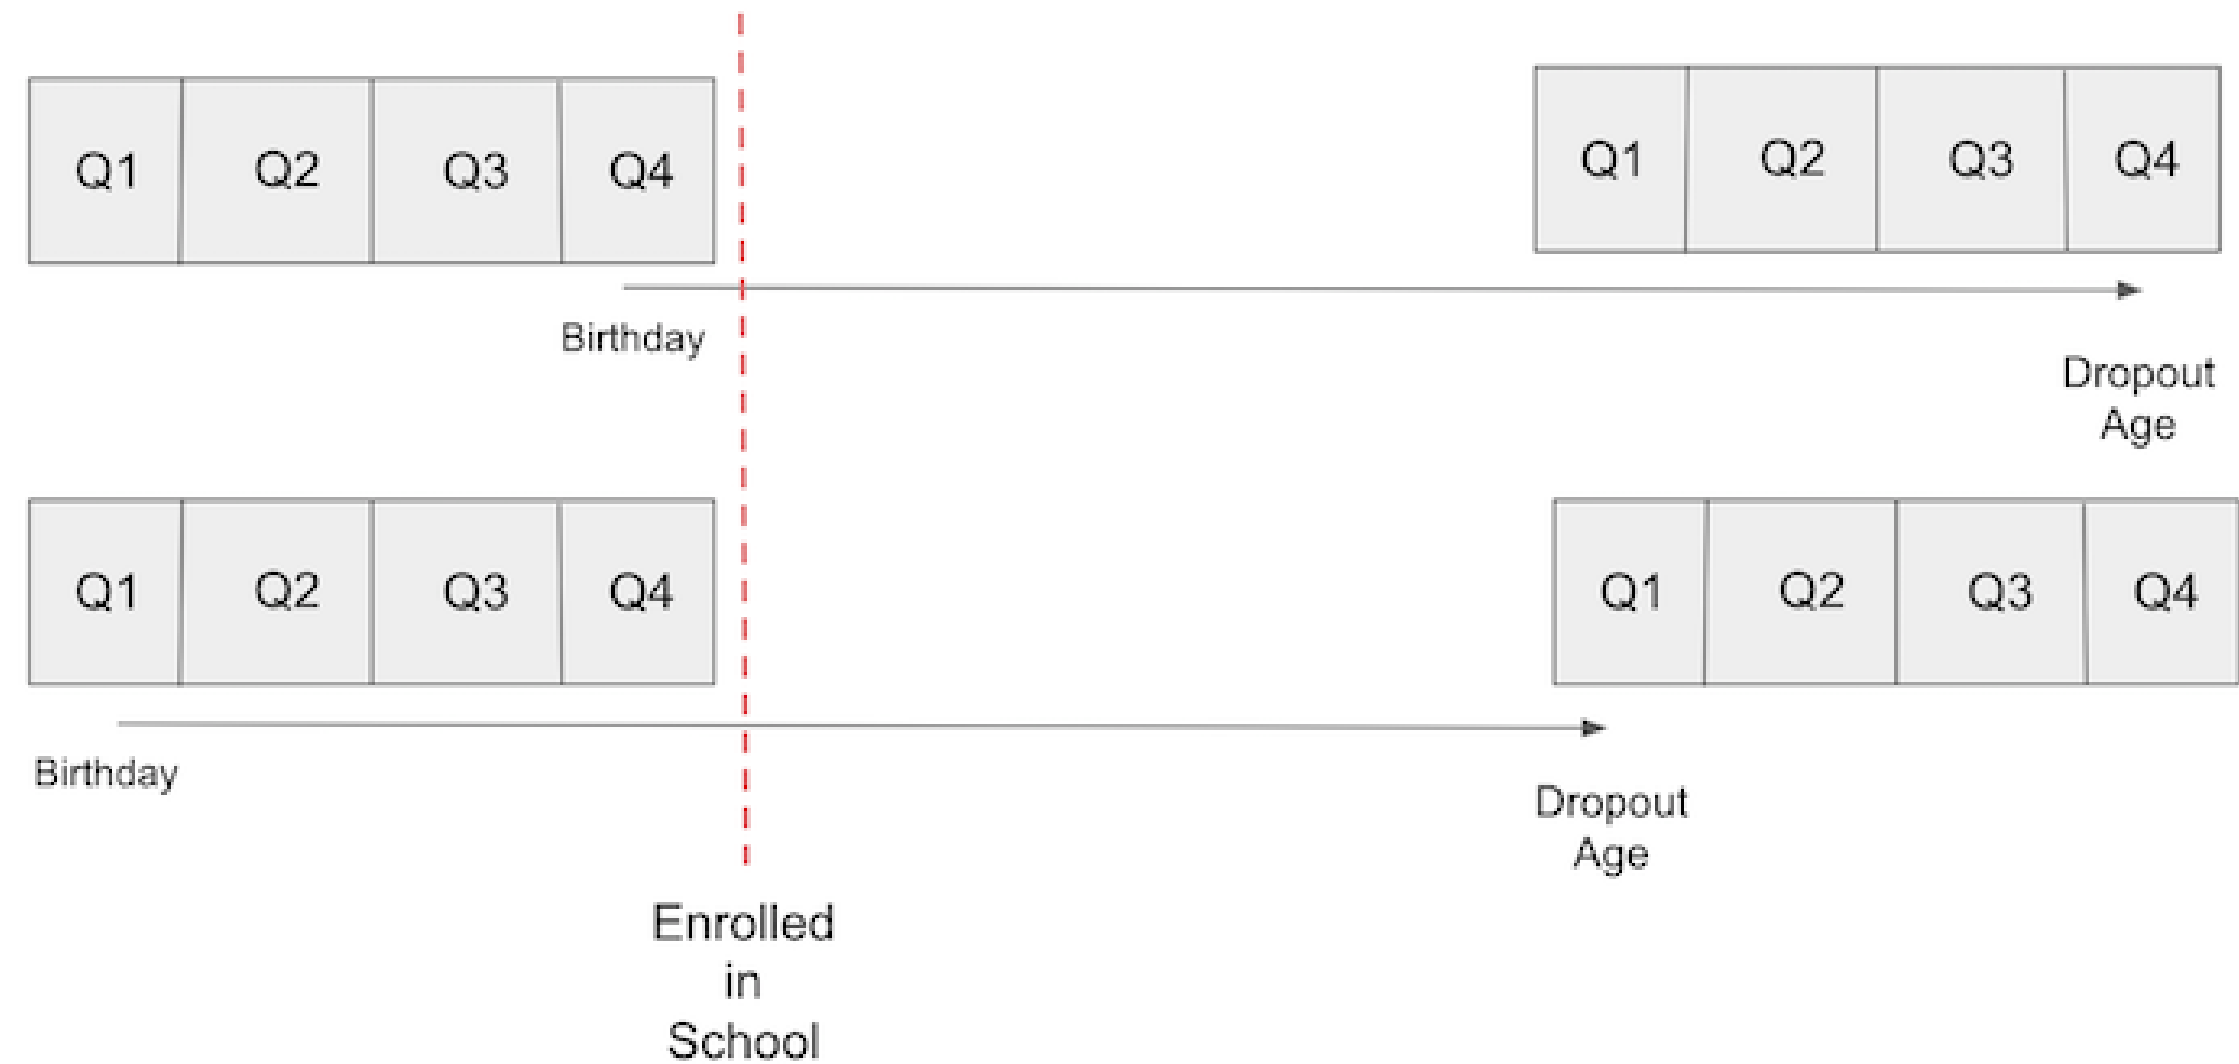 Q1 Q2 Q3 Q4
Q1 Q2 Q3 Q4
Birthday
Dropout
Age
Q1 Q2 Q3 Q4
Q1 Q2 Q3 Q4
Birthday
Dropout
Age
Enrolled
in
School